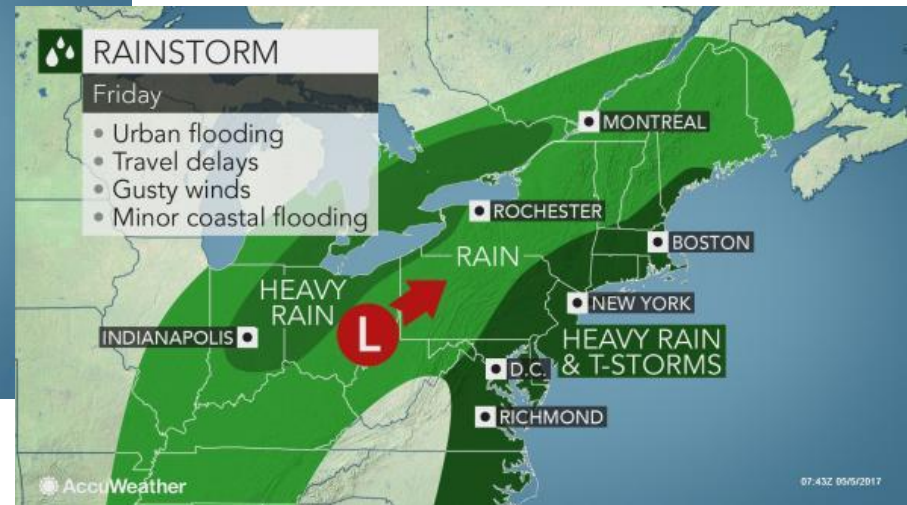 RAINSTORM
Friday
• Urban flooding
• Travel delays
• Gusty winds
• Minor coastal flooding
MONTREAL
ROCHESTER
BOSTON
RAIN
HEAVY
RAIN
L
NEW YORK
INDIANAPOLIS
HEAVY RAIN
& T-STORMS
D.C.
RICHMOND
AccuWeather
07:43Z 05/5/2017